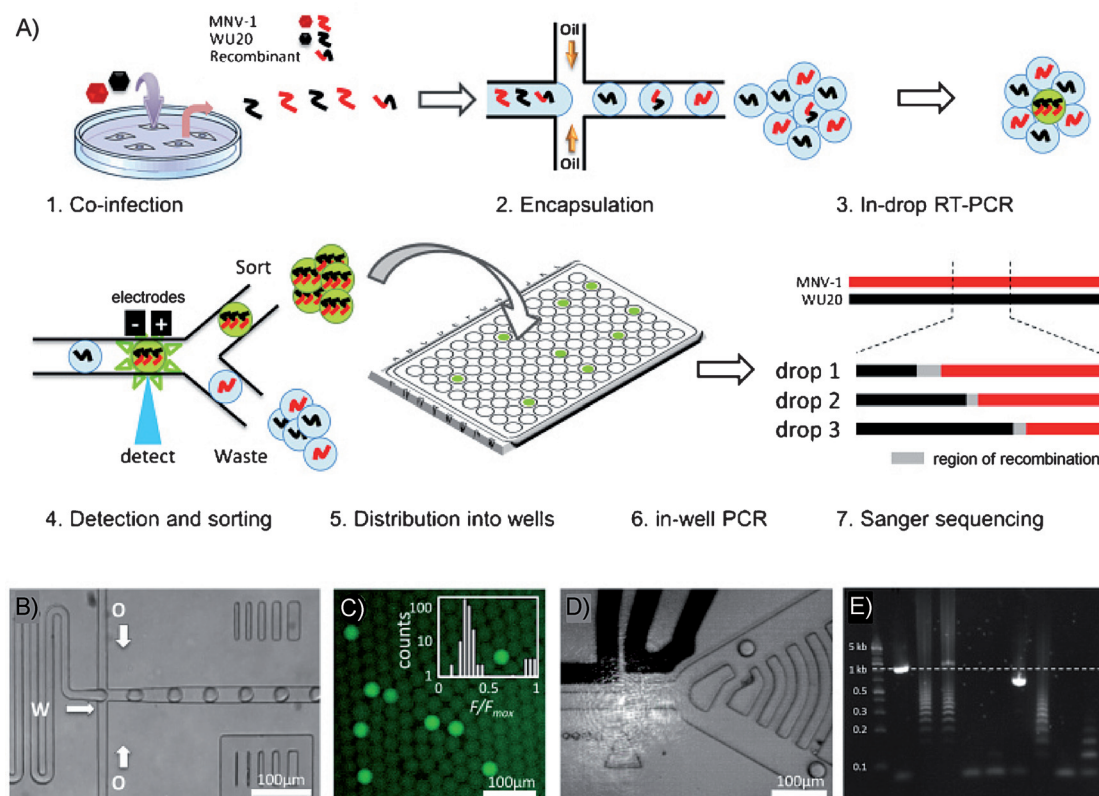 A)
MNV-1
WU20
Recombinant
Oil
Oil
1. Co-infection
2. Encapsulation
3. In-drop RT-PCR
electrodes
- +
Sort
detect
Waste
MNV-1
WU20
drop 1
drop 2
drop 3
region of recombination
4. Detection and sorting
5. Distribution into wells
6. in-well PCR
7. Sanger sequencing
B)
O
W
O
100µm
C)
counts
100
10
1
0 0.5 1
F/Fmax
100µm
D)
100µm
E)
5 kb
1 kb
0.5
0.3
0.2
0.1